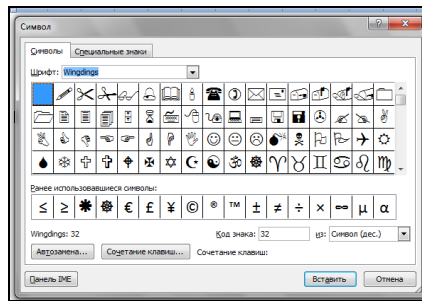 Символ
Символы Специальные знаки
Шрифт: Wingdings
Ранее использовавшиеся символы:
≤ ≥ ✱ ☸ € £ ¥ © ® ™ ± ≠ ÷ × ∞ µ α
Wingdings: 32 Код знака: 32 из: Символ (дес.)
Автозамена... Сочетание клавиш... Сочетание клавиш:
Панель IME Вставить Отмена